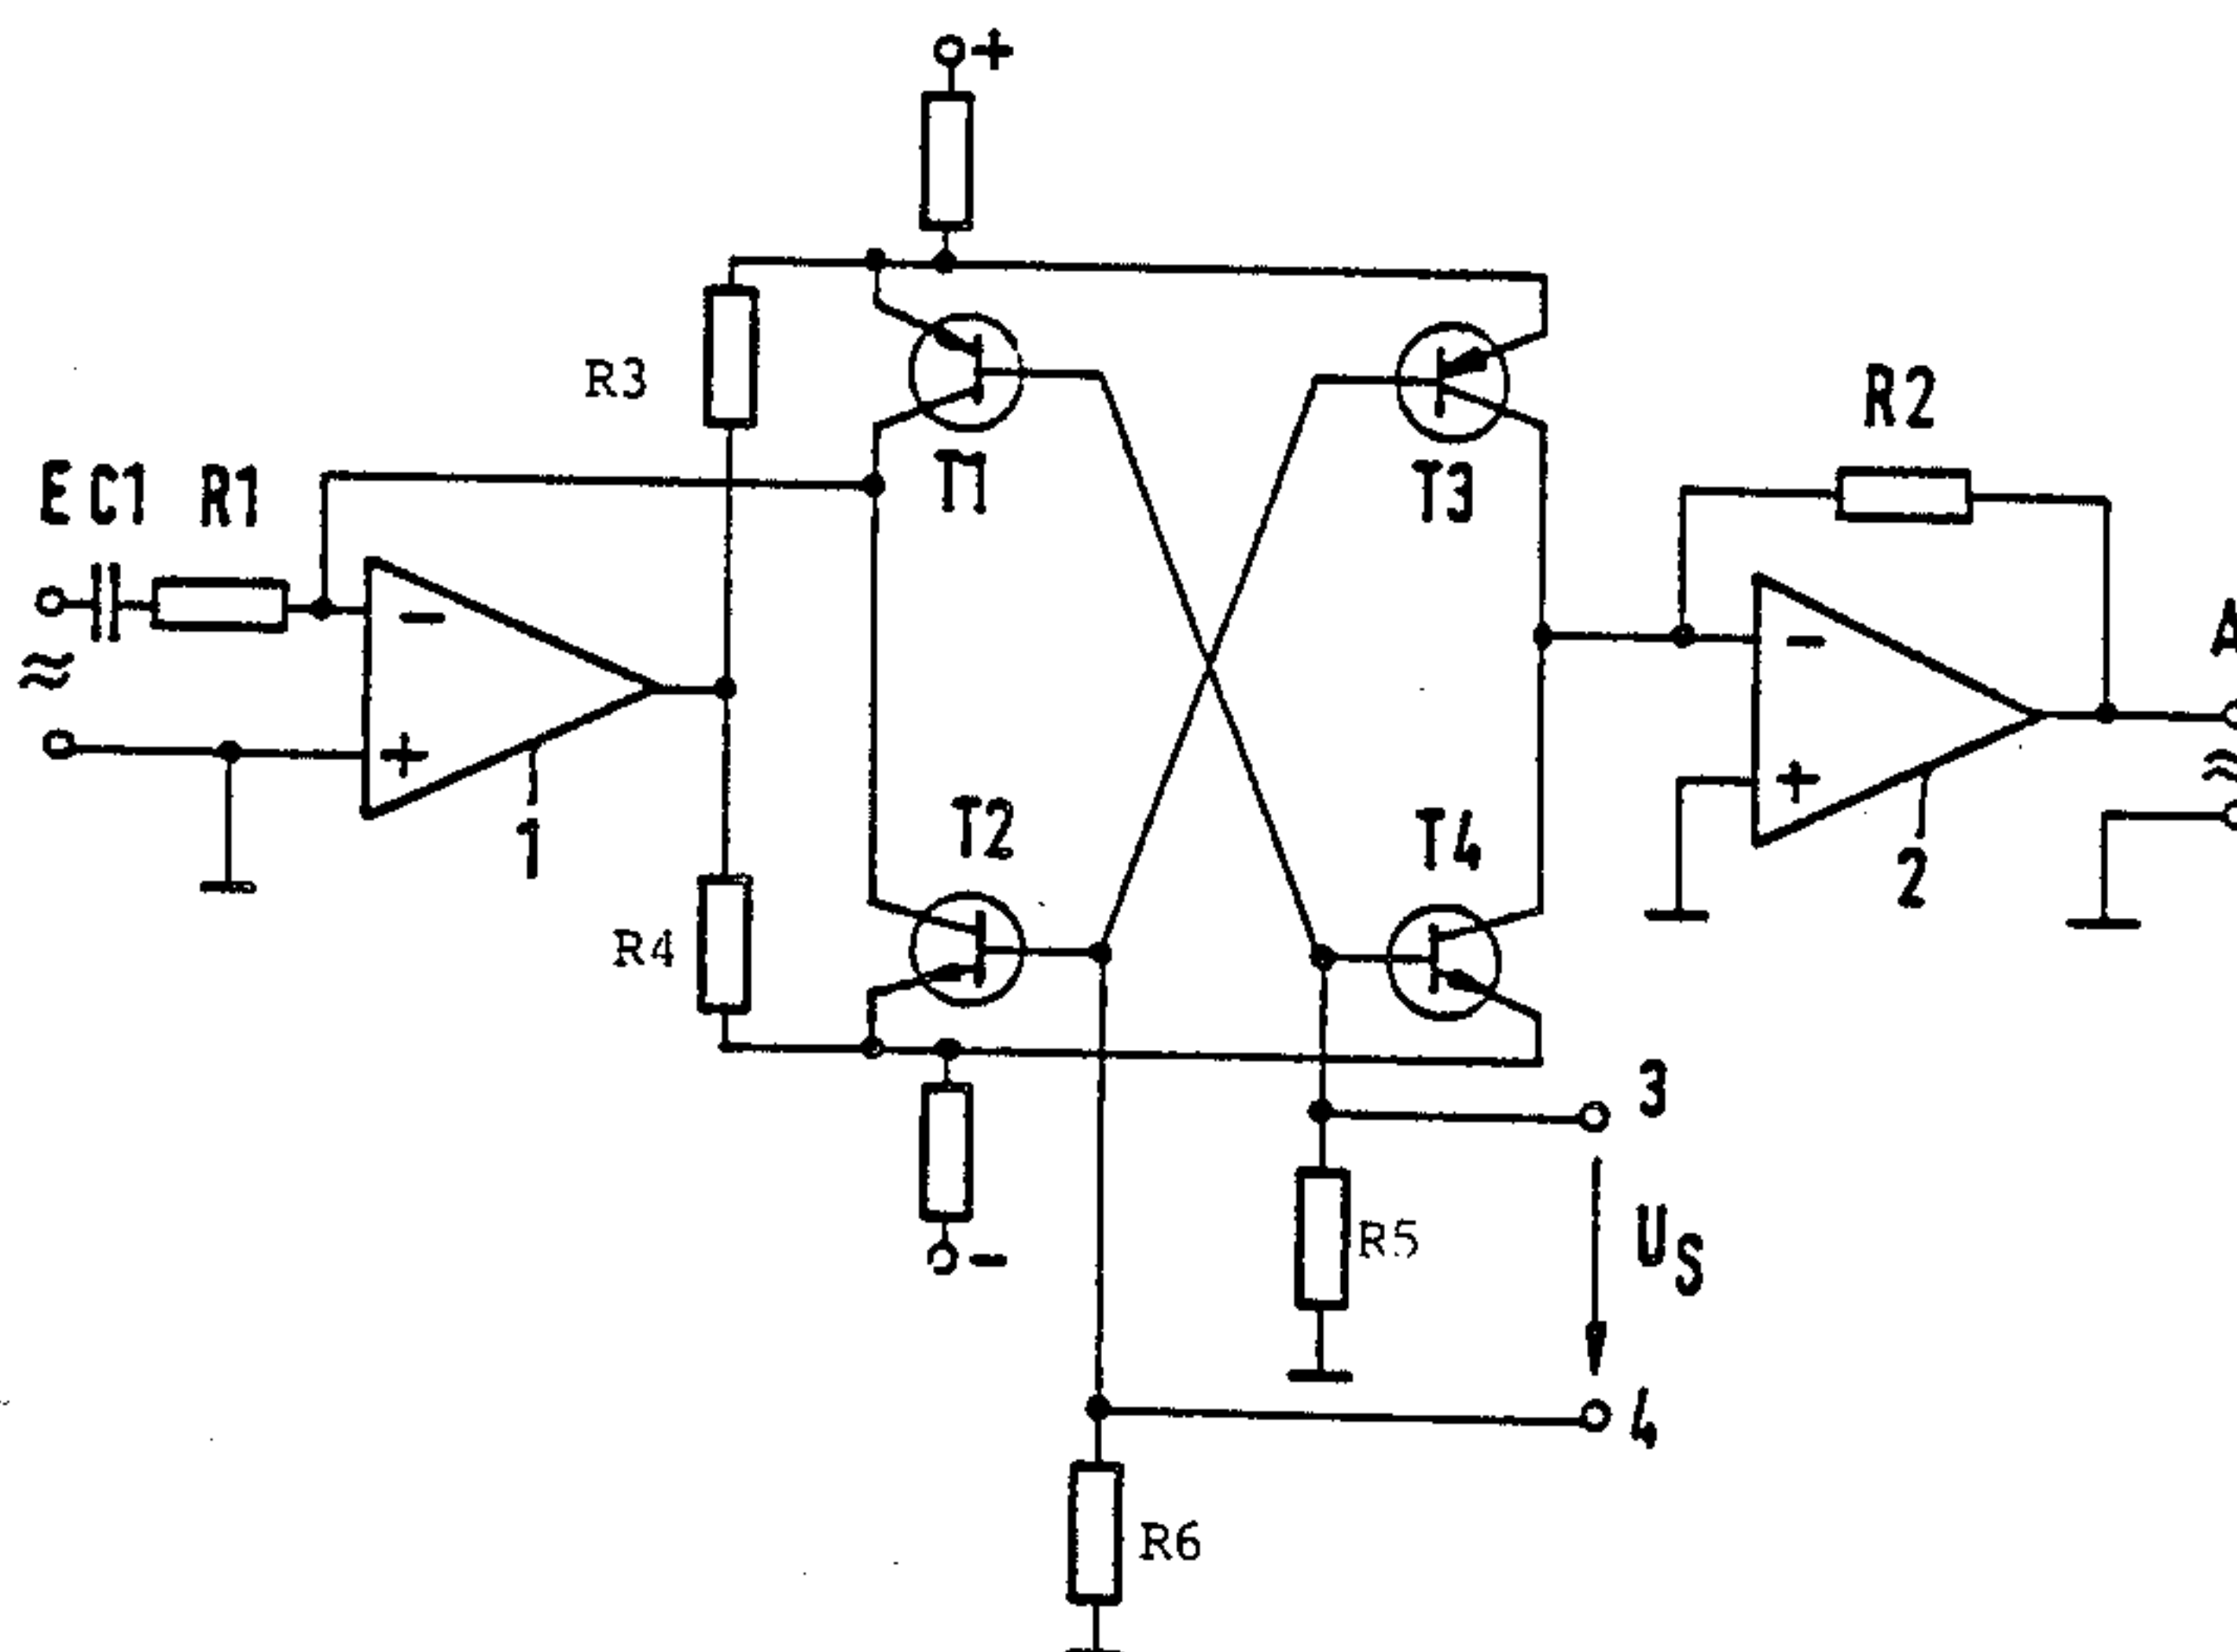 +
R3
T1
T3
R2
E C1 R1
-
-
≈
A
≈
+
+
1
T2
T4
2
R4
3
-
R5
U_S
4
R6